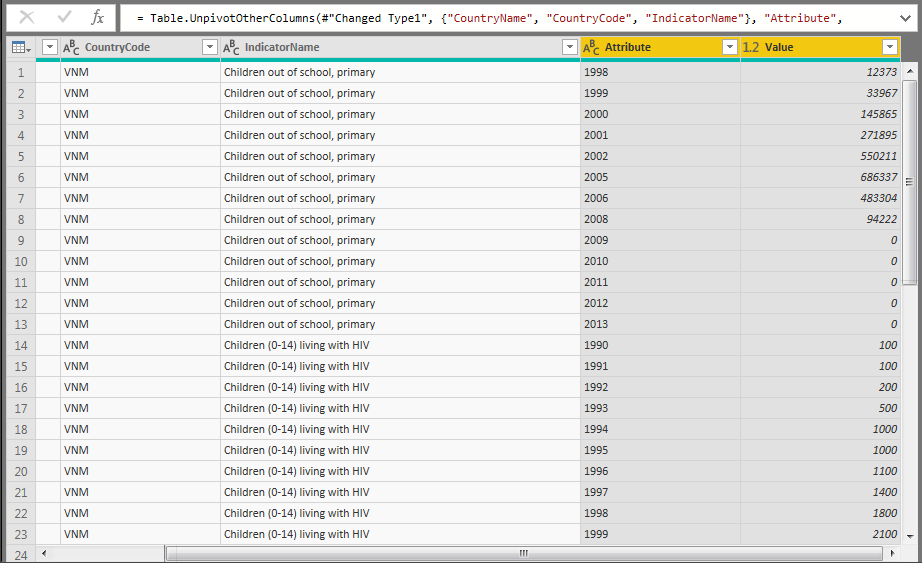 fx = Table.UnpivotOtherColumns(#"Changed Type1", {"CountryName", "CountryCode", "IndicatorName"}, "Attribute",
ABC CountryCode ABC IndicatorName ABC Attribute 1.2 Value
1 VNM Children out of school, primary 1998 12373
2 VNM Children out of school, primary 1999 33967
3 VNM Children out of school, primary 2000 145865
4 VNM Children out of school, primary 2001 271895
5 VNM Children out of school, primary 2002 550211
6 VNM Children out of school, primary 2005 686337
7 VNM Children out of school, primary 2006 483304
8 VNM Children out of school, primary 2008 94222
9 VNM Children out of school, primary 2009 0
10 VNM Children out of school, primary 2010 0
11 VNM Children out of school, primary 2011 0
12 VNM Children out of school, primary 2012 0
13 VNM Children out of school, primary 2013 0
14 VNM Children (0-14) living with HIV 1990 100
15 VNM Children (0-14) living with HIV 1991 100
16 VNM Children (0-14) living with HIV 1992 200
17 VNM Children (0-14) living with HIV 1993 500
18 VNM Children (0-14) living with HIV 1994 1000
19 VNM Children (0-14) living with HIV 1995 1000
20 VNM Children (0-14) living with HIV 1996 1100
21 VNM Children (0-14) living with HIV 1997 1400
22 VNM Children (0-14) living with HIV 1998 1800
23 VNM Children (0-14) living with HIV 1999 2100
24